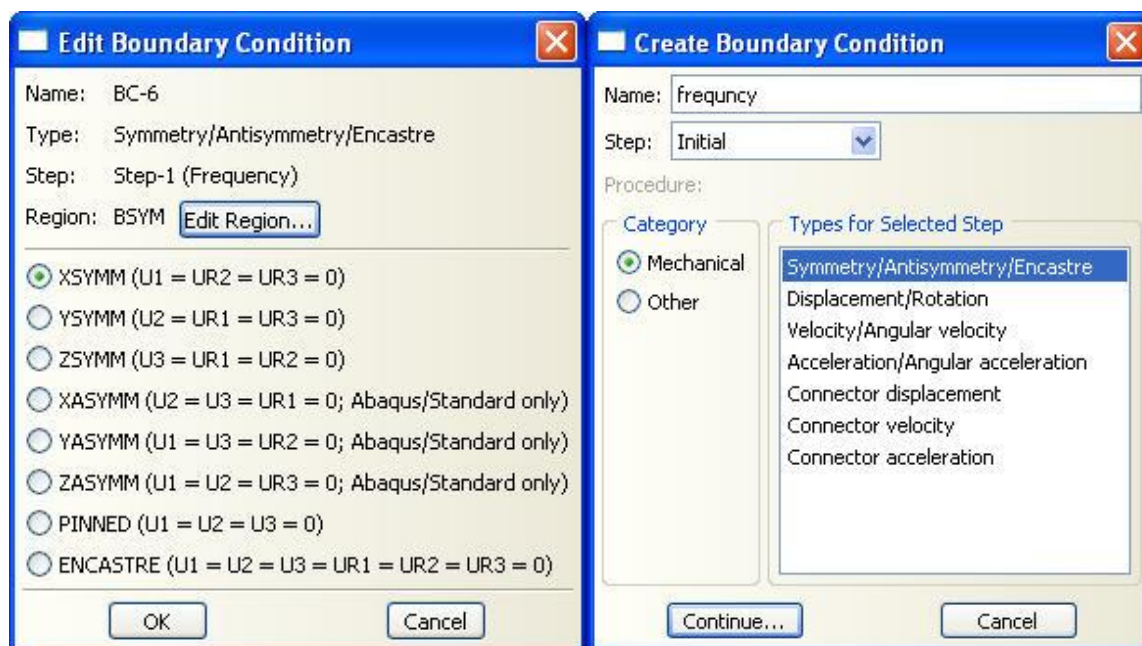 Edit Boundary Condition
Name: BC-6
Type: Symmetry/Antisymmetry/Encastre
Step: Step-1 (Frequency)
Region: BSYM Edit Region...
XSYMM (U1 = UR2 = UR3 = 0)
YSYMM (U2 = UR1 = UR3 = 0)
ZSYMM (U3 = UR1 = UR2 = 0)
XASYMM (U2 = U3 = UR1 = 0; Abaqus/Standard only)
YASYMM (U1 = U3 = UR2 = 0; Abaqus/Standard only)
ZASYMM (U1 = U2 = UR3 = 0; Abaqus/Standard only)
PINNED (U1 = U2 = U3 = 0)
ENCASTRE (U1 = U2 = U3 = UR1 = UR2 = UR3 = 0)
OK Cancel
Create Boundary Condition
Name: frequncy
Step: Initial
Procedure:
Category
Mechanical
Other
Types for Selected Step
Symmetry/Antisymmetry/Encastre
Displacement/Rotation
Velocity/Angular velocity
Acceleration/Angular acceleration
Connector displacement
Connector velocity
Connector acceleration
Continue... Cancel